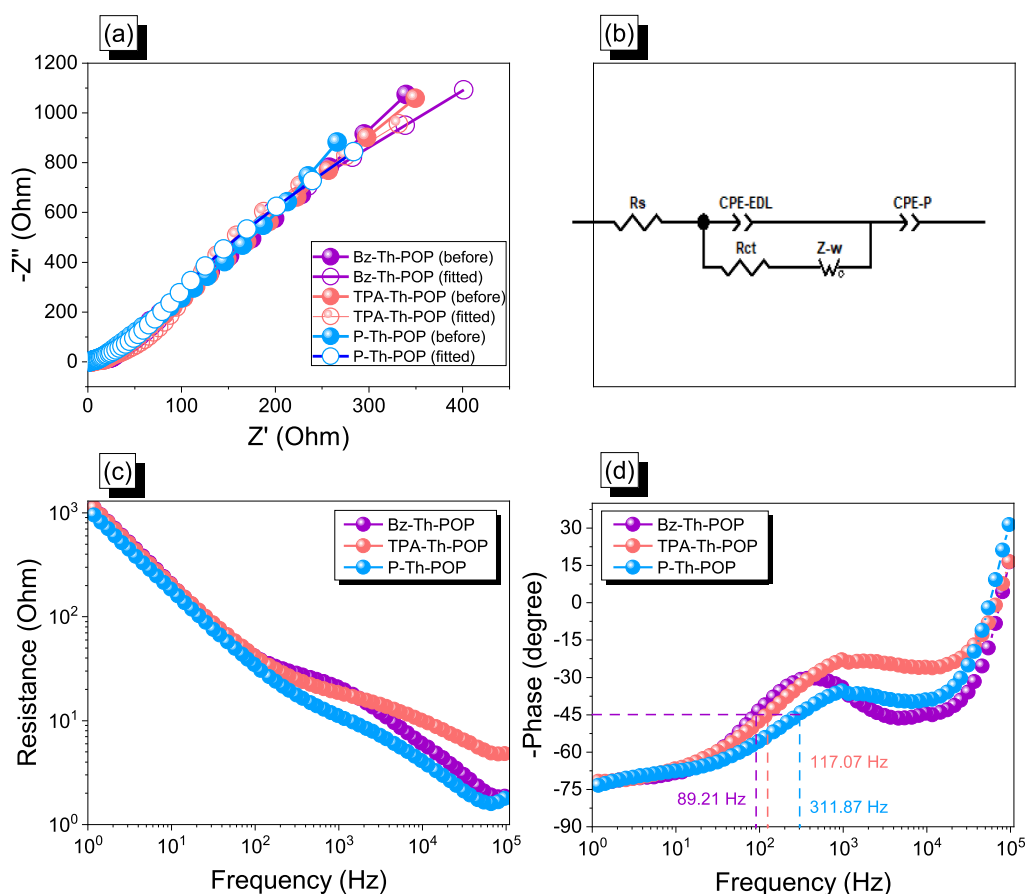 (a)
1200
1000
800
600
400
200
0
0
100
200
300
400
-Z" (Ohm)
Z' (Ohm)
Bz-Th-POP (before)
Bz-Th-POP (fitted)
TPA-Th-POP (before)
TPA-Th-POP (fitted)
P-Th-POP (before)
P-Th-POP (fitted)
(b)
Rs
CPE-EDL
CPE-P
Rct
Z-w
(c)
10³
10²
10¹
10⁰
10⁰ 10¹ 10² 10³ 10⁴ 10⁵
Resistance (Ohm)
Frequency (Hz)
Bz-Th-POP
TPA-Th-POP
P-Th-POP
(d)
30
15
0
-15
-30
-45
-60
-75
-90
10⁰ 10¹ 10² 10³ 10⁴ 10⁵
-Phase (degree)
Frequency (Hz)
Bz-Th-POP
TPA-Th-POP
P-Th-POP
117.07 Hz
89.21 Hz
311.87 Hz